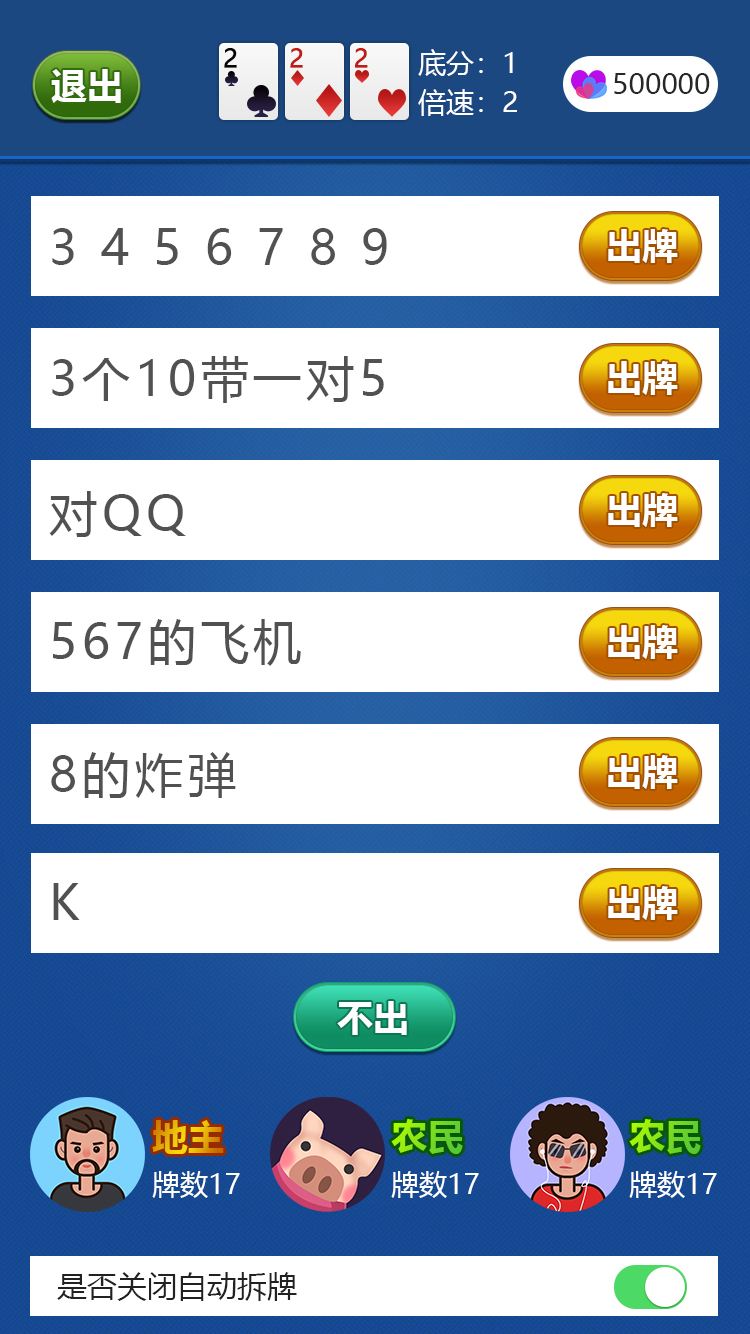 退出
2 2 2
底分：1
倍速：2
500000
3 4 5 6 7 8 9
出牌
3个10带一对5
出牌
对QQ
出牌
567的飞机
出牌
8的炸弹
出牌
K
出牌
不出
地主
牌数17
农民
牌数17
农民
牌数17
是否关闭自动拆牌